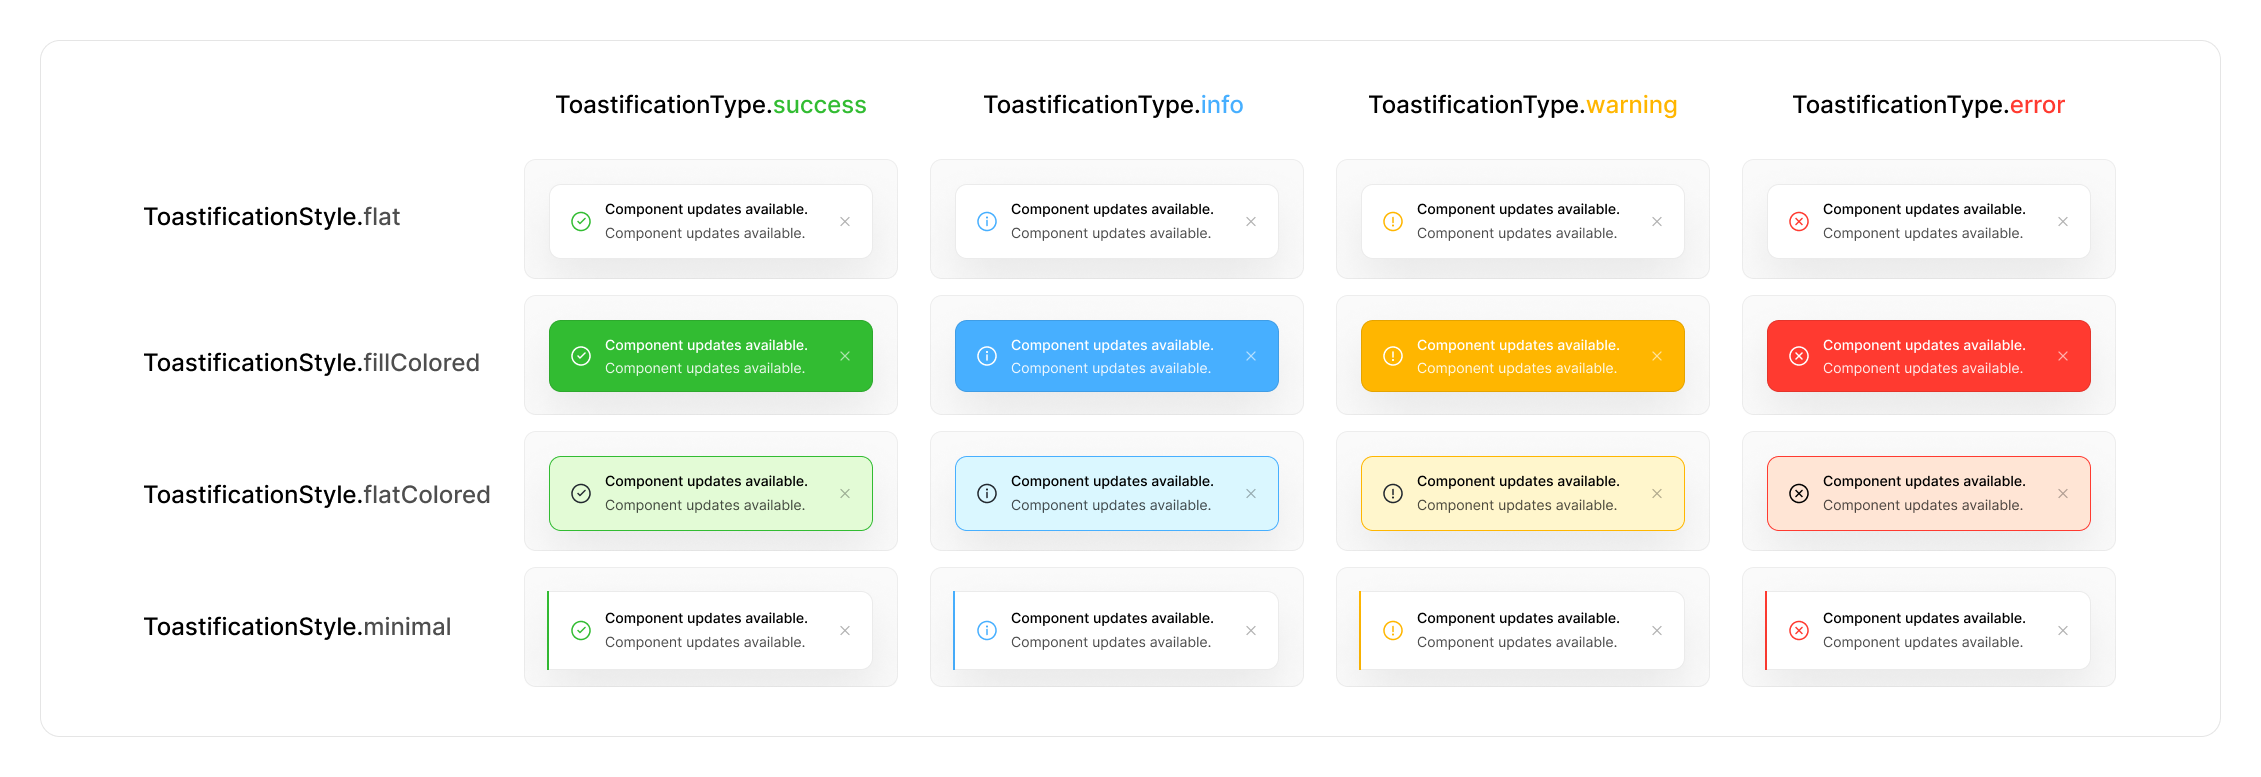 ToastificationType.success
ToastificationType.info
ToastificationType.warning
ToastificationType.error
ToastificationStyle.flat
Component updates available.
Component updates available.
Component updates available.
Component updates available.
Component updates available.
Component updates available.
Component updates available.
Component updates available.
ToastificationStyle.fillColored
Component updates available.
Component updates available.
Component updates available.
Component updates available.
Component updates available.
Component updates available.
Component updates available.
Component updates available.
ToastificationStyle.flatColored
Component updates available.
Component updates available.
Component updates available.
Component updates available.
Component updates available.
Component updates available.
Component updates available.
Component updates available.
ToastificationStyle.minimal
Component updates available.
Component updates available.
Component updates available.
Component updates available.
Component updates available.
Component updates available.
Component updates available.
Component updates available.